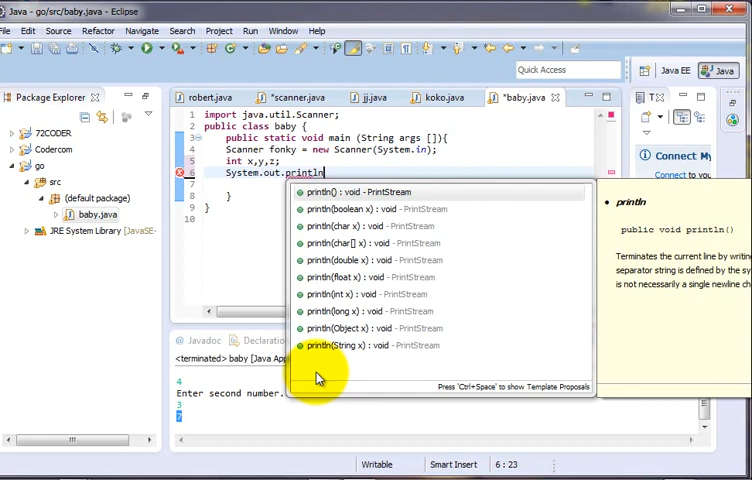 Java - go/src/baby.java - Eclipse
File Edit Source Refactor Navigate Search Project Run Window Help
Quick Access
Java EE
Java
Package Explorer
robert.java
*scanner.java
jj.java
koko.java
*baby.java
T
72CODER
Codercom
go
src
(default package)
baby.java
JRE System Library [JavaSE-
1 import java.util.Scanner;
2 public class baby {
3 public static void main (String args []){
4 Scanner fonky = new Scanner(System.in);
5 int x,y,z;
6 System.out.println
7
8 }
9 }
10
println() : void - PrintStream
println(boolean x) : void - PrintStream
println(char x) : void - PrintStream
println(char[] x) : void - PrintStream
println(double x) : void - PrintStream
println(float x) : void - PrintStream
println(int x) : void - PrintStream
println(long x) : void - PrintStream
println(Object x) : void - PrintStream
println(String x) : void - PrintStream
Press 'Ctrl+Space' to show Template Proposals
Connect My
println
public void println()
Terminates the current line by writing
separator string is defined by the sy
is not necessarily a single newline cha
Javadoc
Declaration
<terminated> baby [Java App
4
Enter second number.
3
7
Writable
Smart Insert
6 : 23